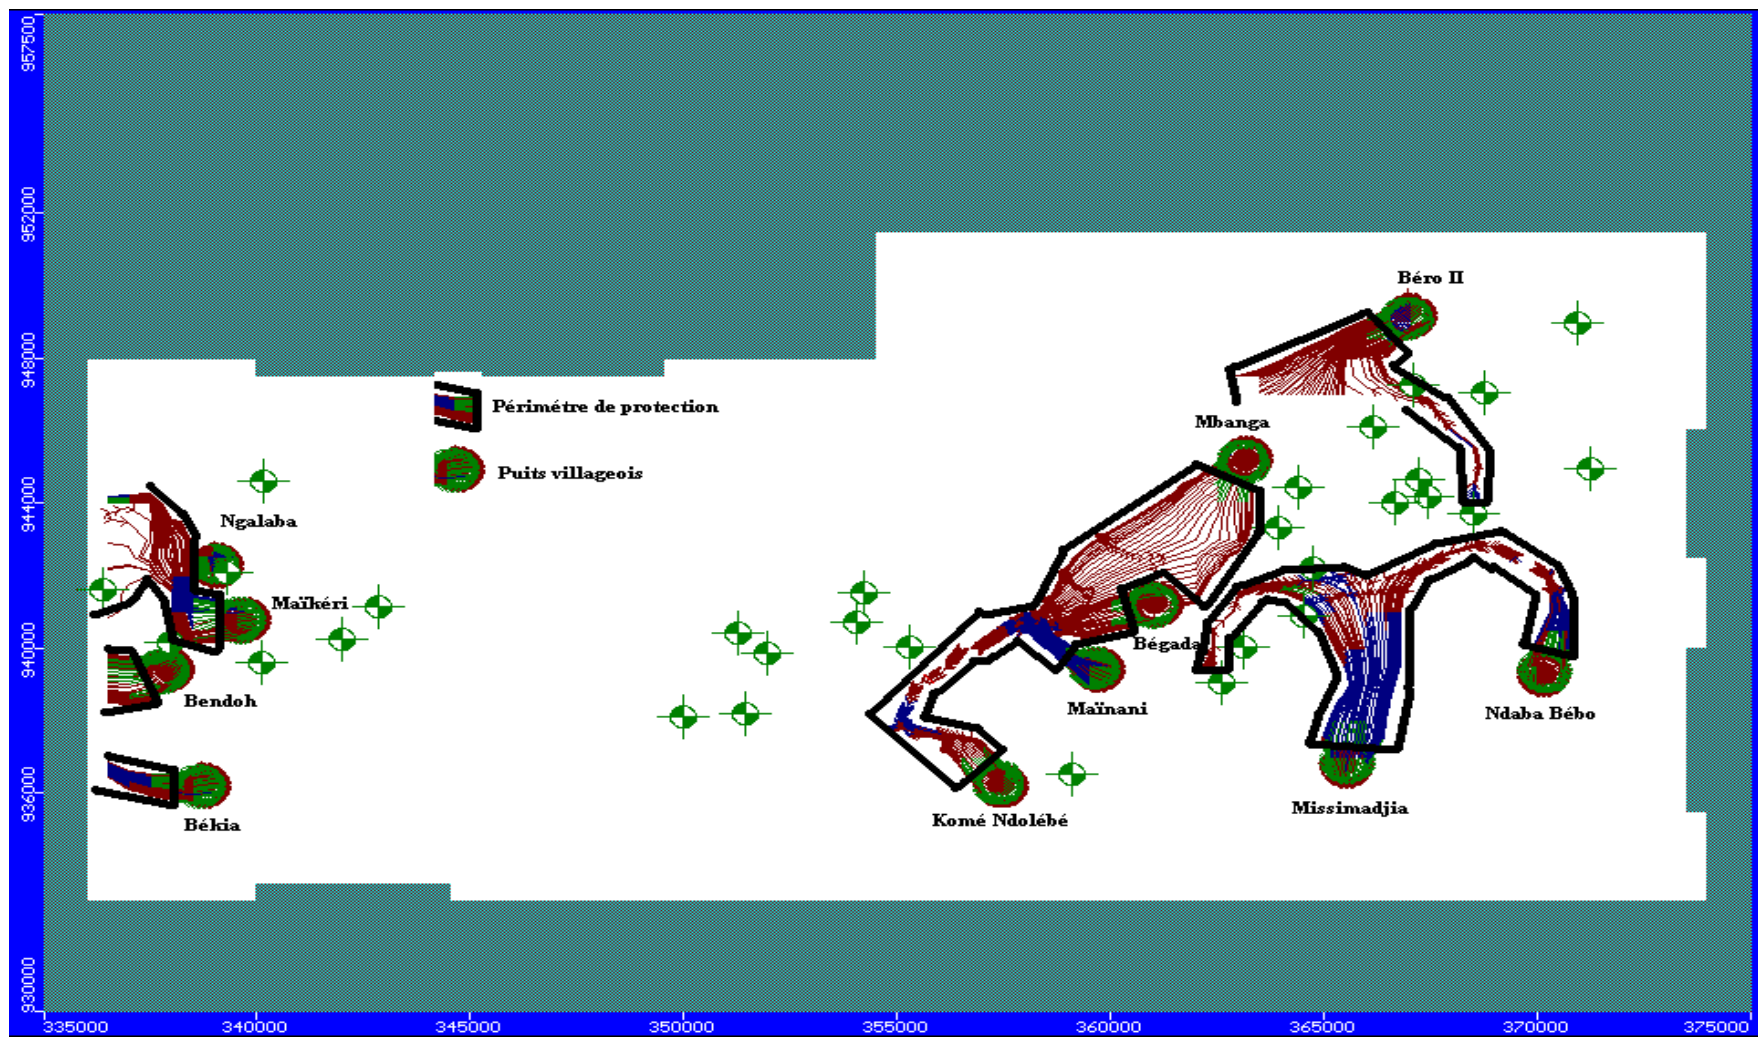 957500
952000
948000
944000
940000
936000
930000
Béro II
Mbanga
Périmétre de protection
Puits villageois
Ngalaba
Maïkéri
Bégada
Bendoh
Maïnani
Ndaba Bébo
Missimadjia
Komé Ndolébé
Békia
335000 340000 345000 350000 355000 360000 365000 370000 375000